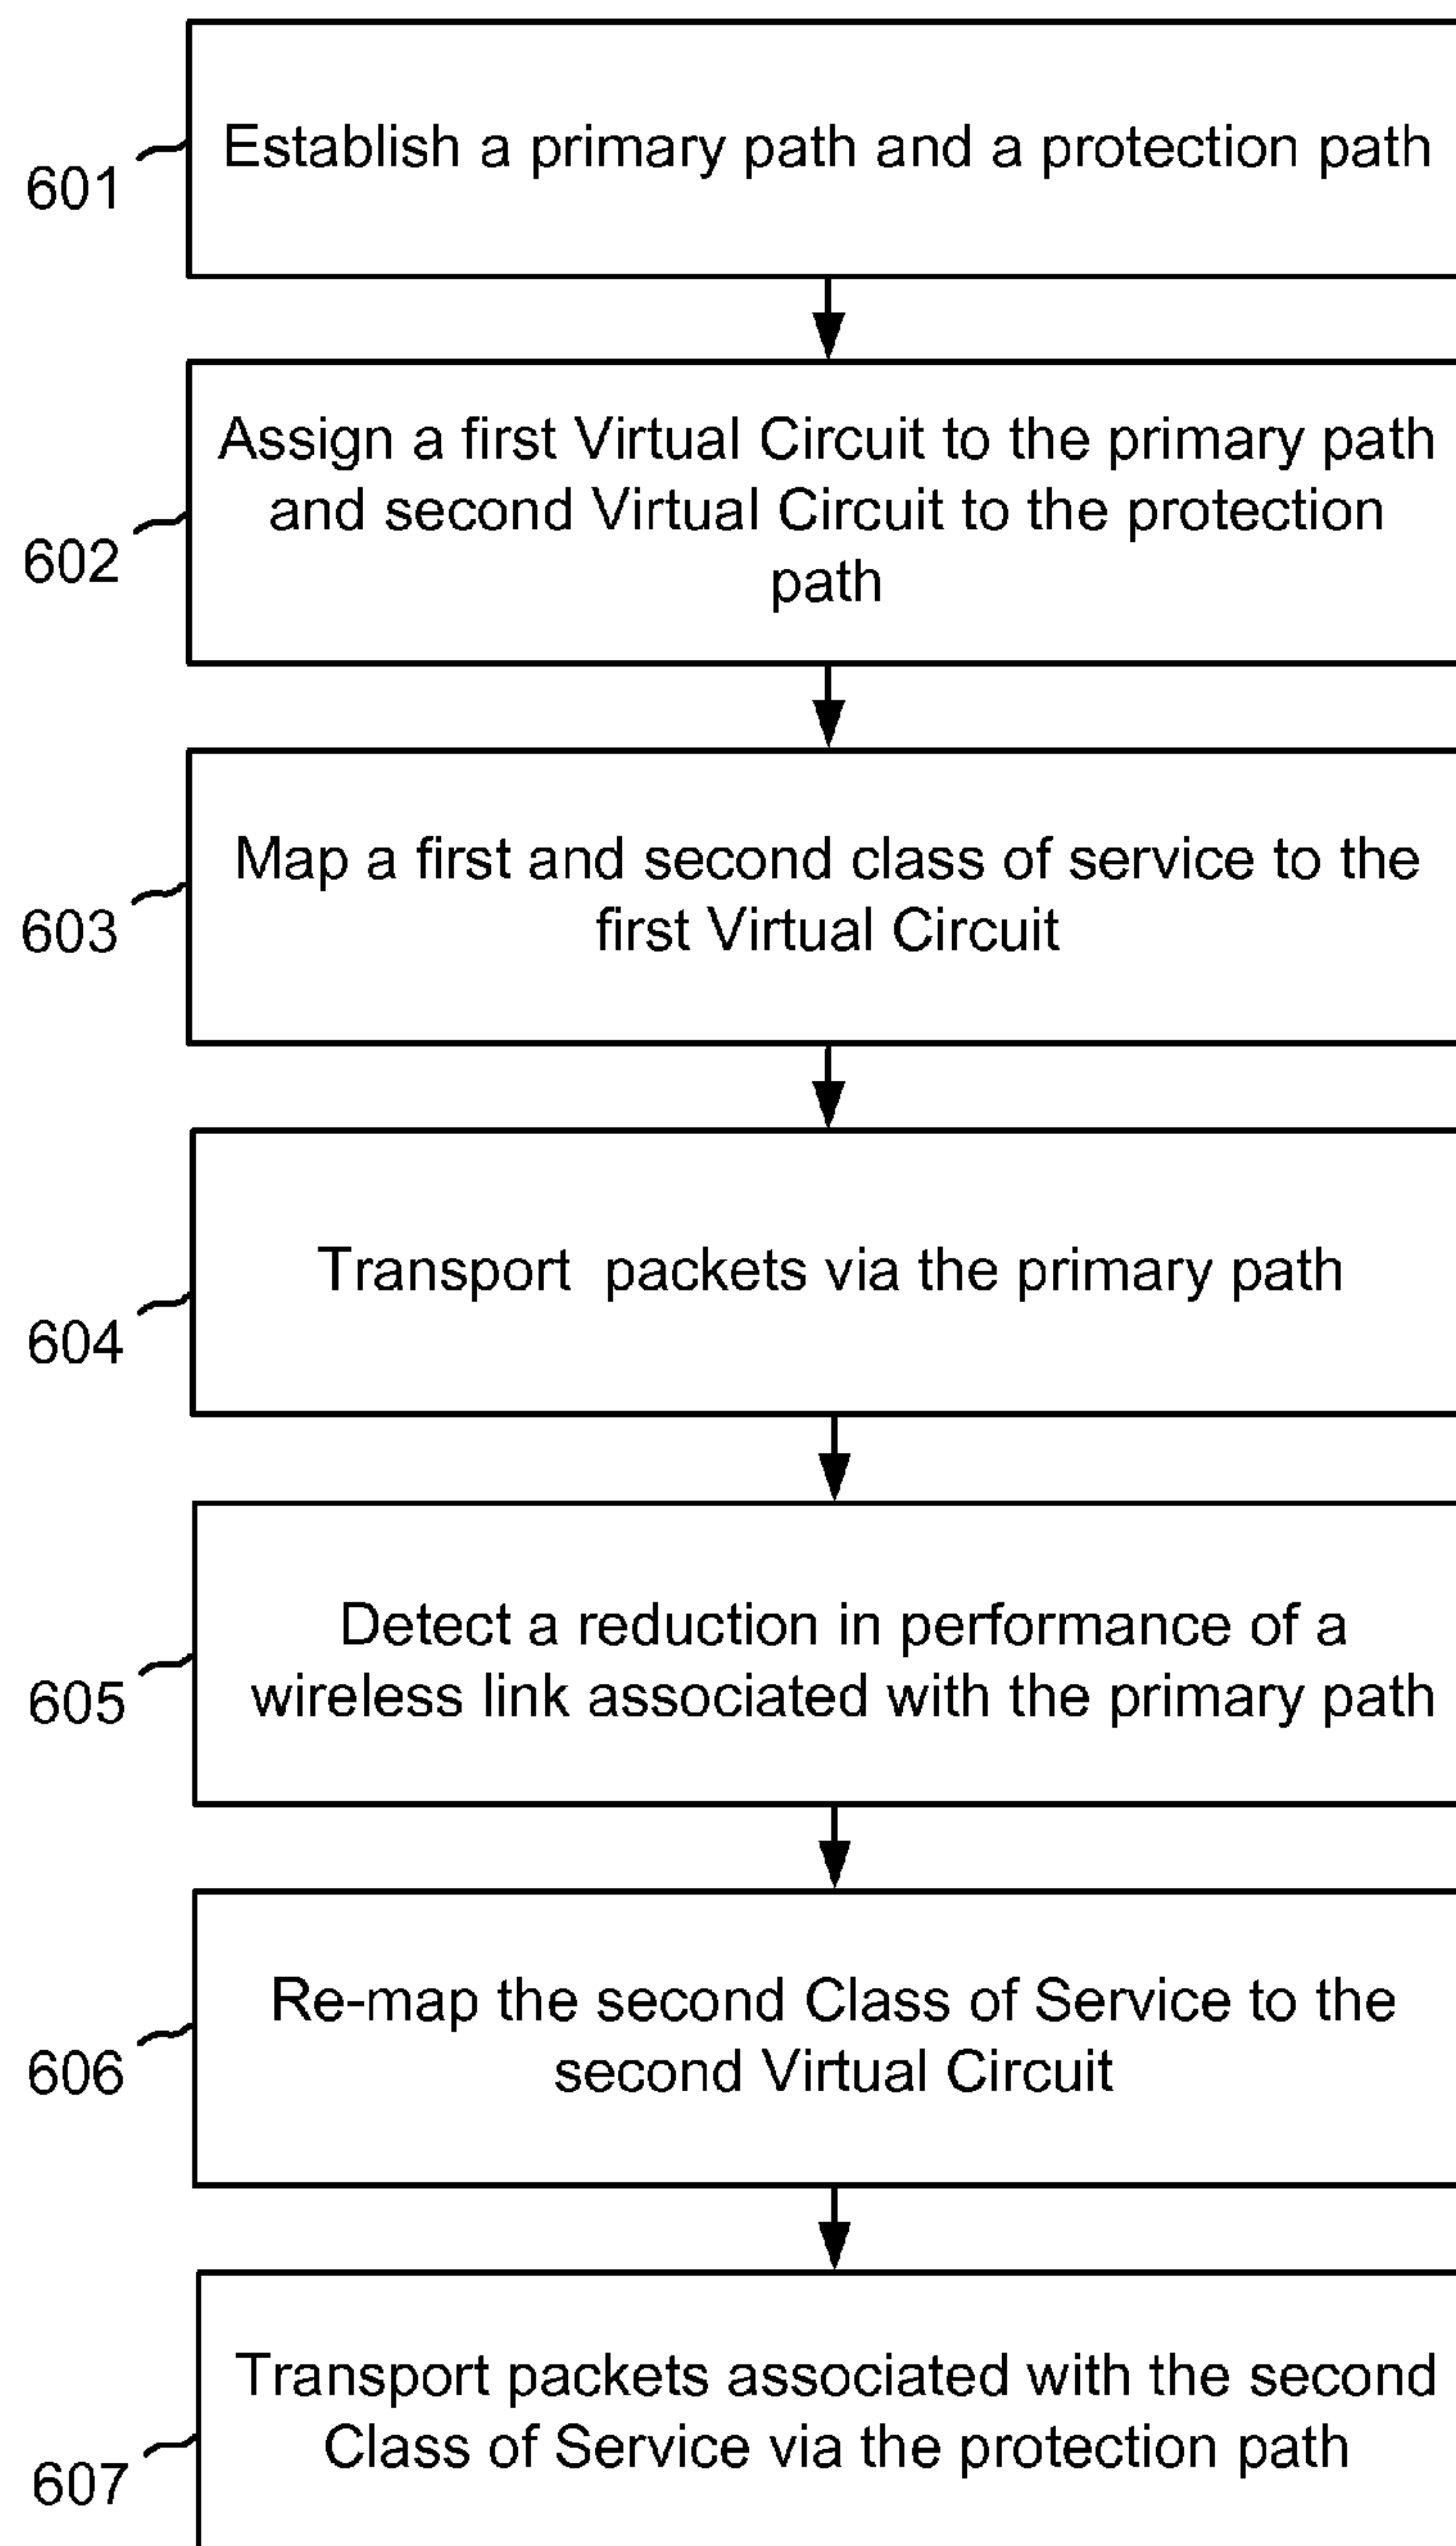 Establish a primary path and a protection path
601
Assign a first Virtual Circuit to the primary path
and second Virtual Circuit to the protection
path
602
Map a first and second class of service to the
first Virtual Circuit
603
Transport packets via the primary path
604
Detect a reduction in performance of a
wireless link associated with the primary path
605
Re-map the second Class of Service to the
second Virtual Circuit
606
Transport packets associated with the second
Class of Service via the protection path
607